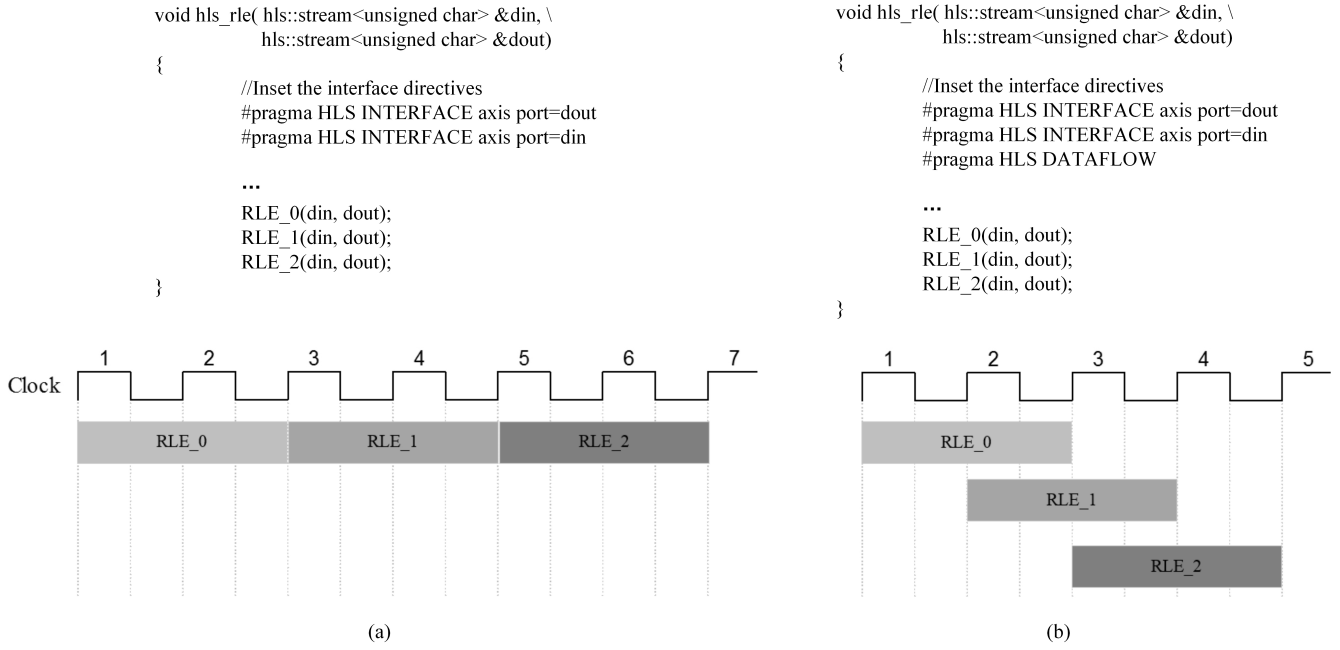 void hls_rle( hls::stream<unsigned char> &din, \
hls::stream<unsigned char> &dout)
{
//Inset the interface directives
#pragma HLS INTERFACE axis port=dout
#pragma HLS INTERFACE axis port=din
...
RLE_0(din, dout);
RLE_1(din, dout);
RLE_2(din, dout);
}
Clock
1 2 3 4 5 6 7
RLE_0 RLE_1 RLE_2
(a)
void hls_rle( hls::stream<unsigned char> &din, \
hls::stream<unsigned char> &dout)
{
//Inset the interface directives
#pragma HLS INTERFACE axis port=dout
#pragma HLS INTERFACE axis port=din
#pragma HLS DATAFLOW
...
RLE_0(din, dout);
RLE_1(din, dout);
RLE_2(din, dout);
}
1 2 3 4 5
RLE_0
RLE_1
RLE_2
(b)